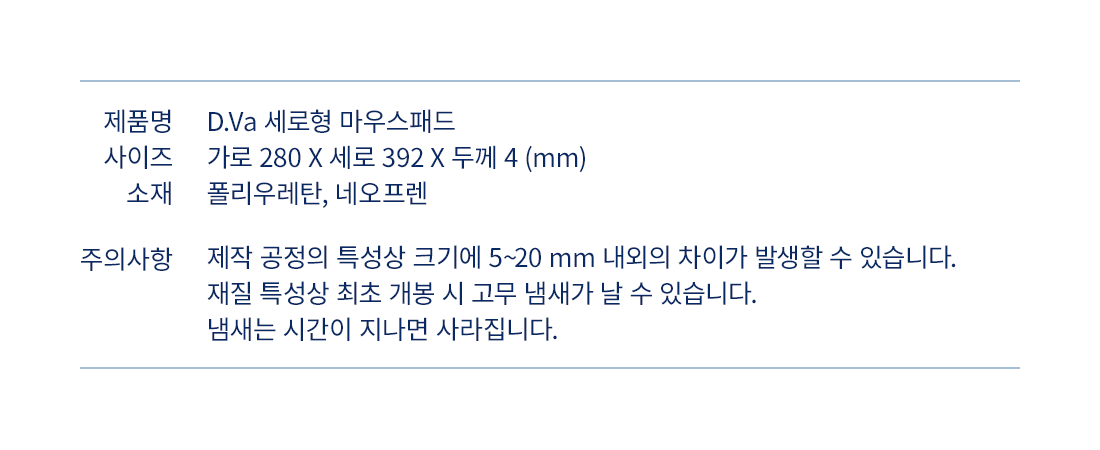 제품명 D.Va 세로형 마우스패드
사이즈 가로 280 X 세로 392 X 두께 4 (mm)
소재 폴리우레탄, 네오프렌
주의사항 제작 공정의 특성상 크기에 5~20 mm 내외의 차이가 발생할 수 있습니다.
재질 특성상 최초 개봉 시 고무 냄새가 날 수 있습니다.
냄새는 시간이 지나면 사라집니다.